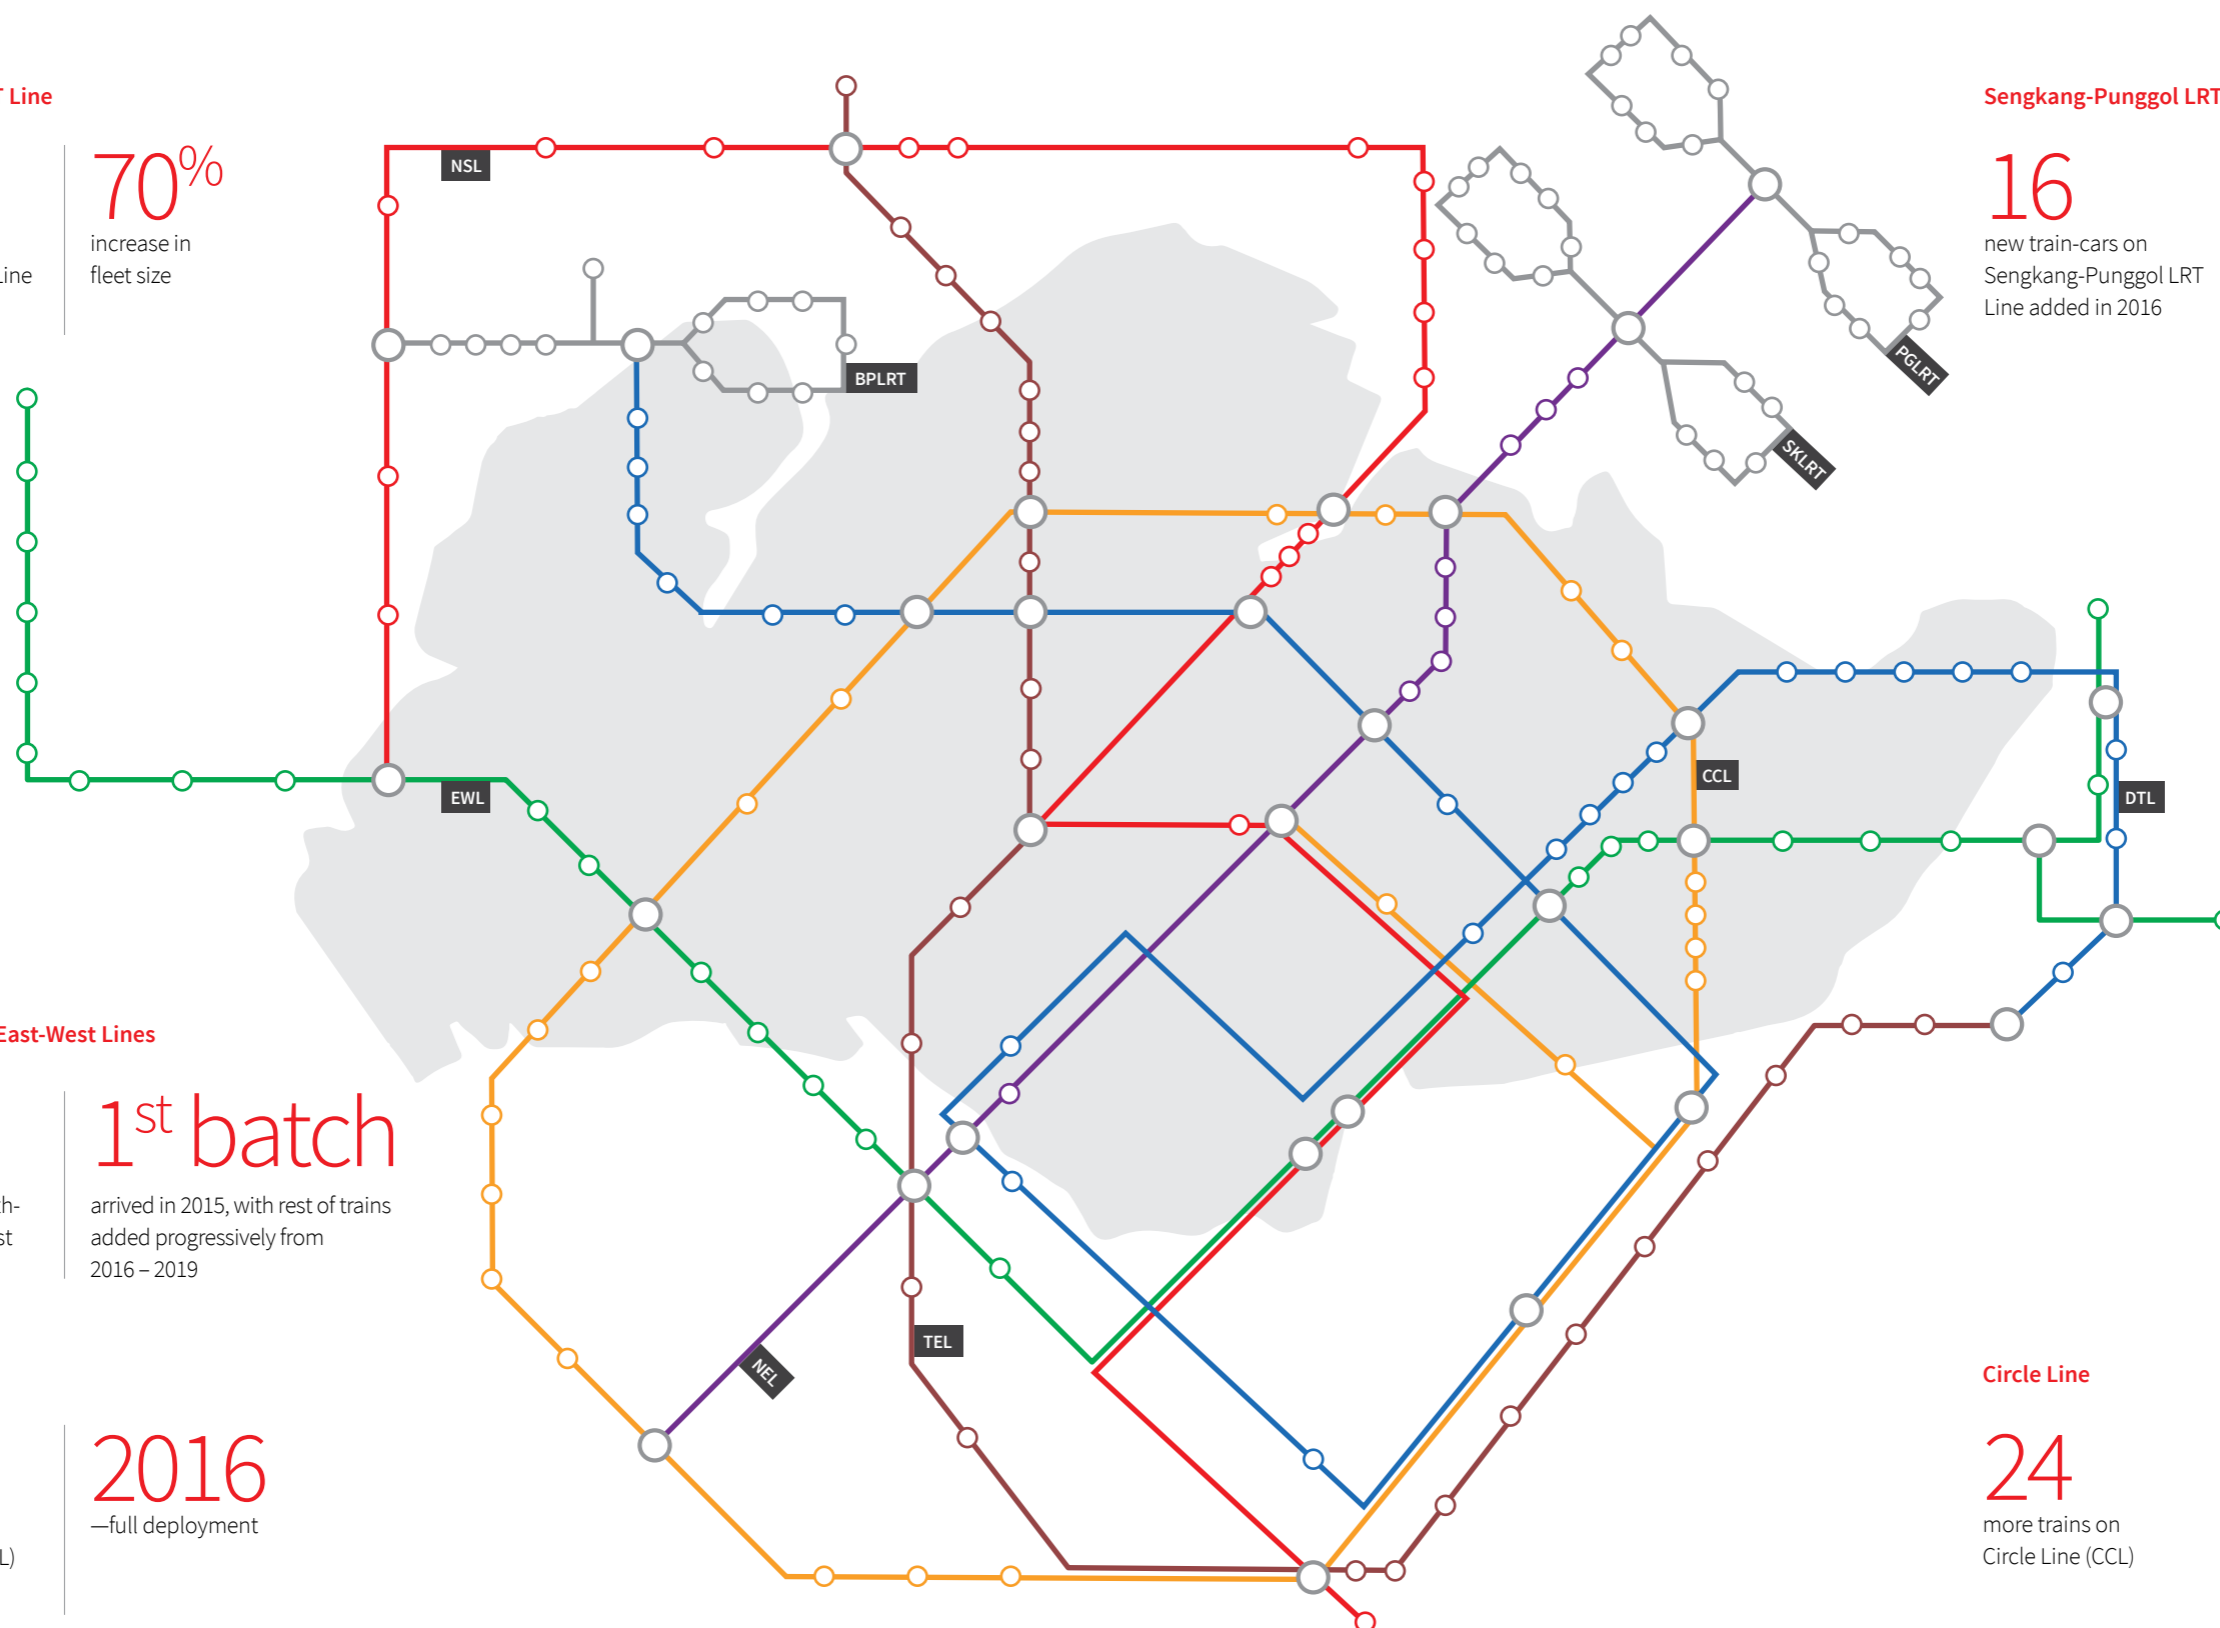 T Line
70%
increase in
fleet size
Line
Sengkang-Punggol LRT
16
new train-cars on
Sengkang-Punggol LRT
Line added in 2016
NSL
BPLRT
PGLRT
SKLRT
EWL
CCL
DTL
East-West Lines
1st batch
arrived in 2015, with rest of trains
added progressively from
2016 – 2019
th-
st
TEL
NEL
2016
—full deployment
L)
Circle Line
24
more trains on
Circle Line (CCL)